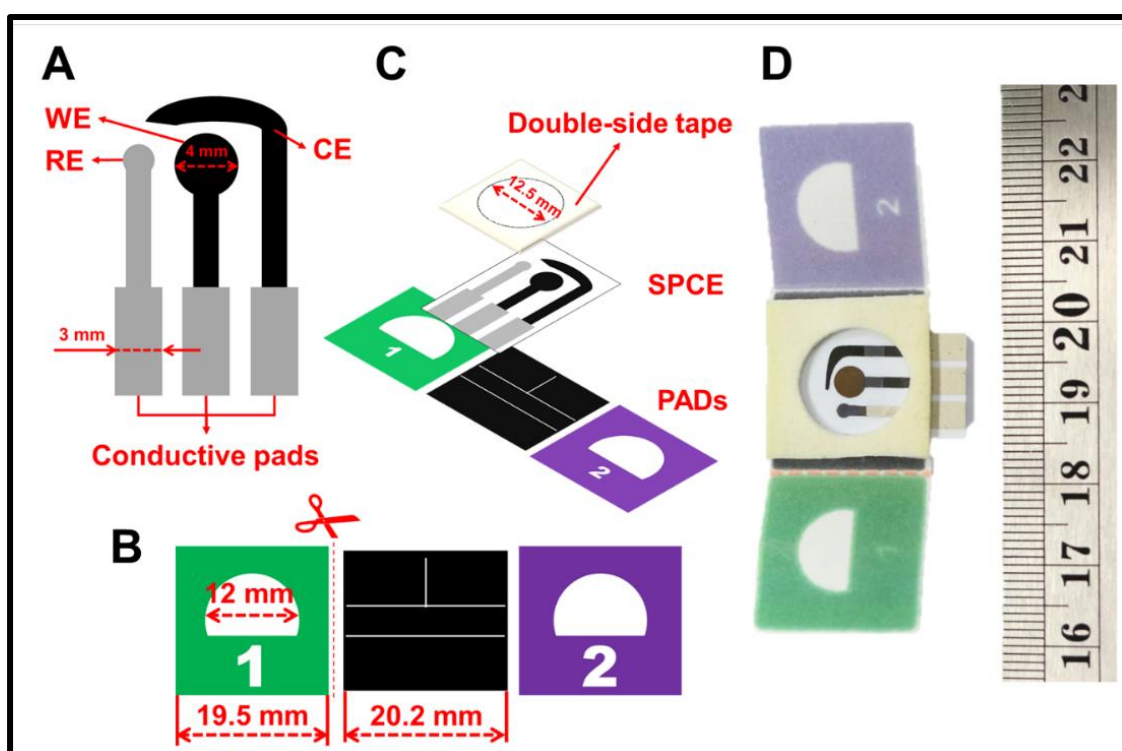 A
WE
4 mm
RE
CE
3 mm
Conductive pads
C
Double-side tape
12.5 mm
SPCE
1
PADs
2
D
2
2
1
22
21
20
19
18
17
16
B
12 mm
1
2
19.5 mm
20.2 mm